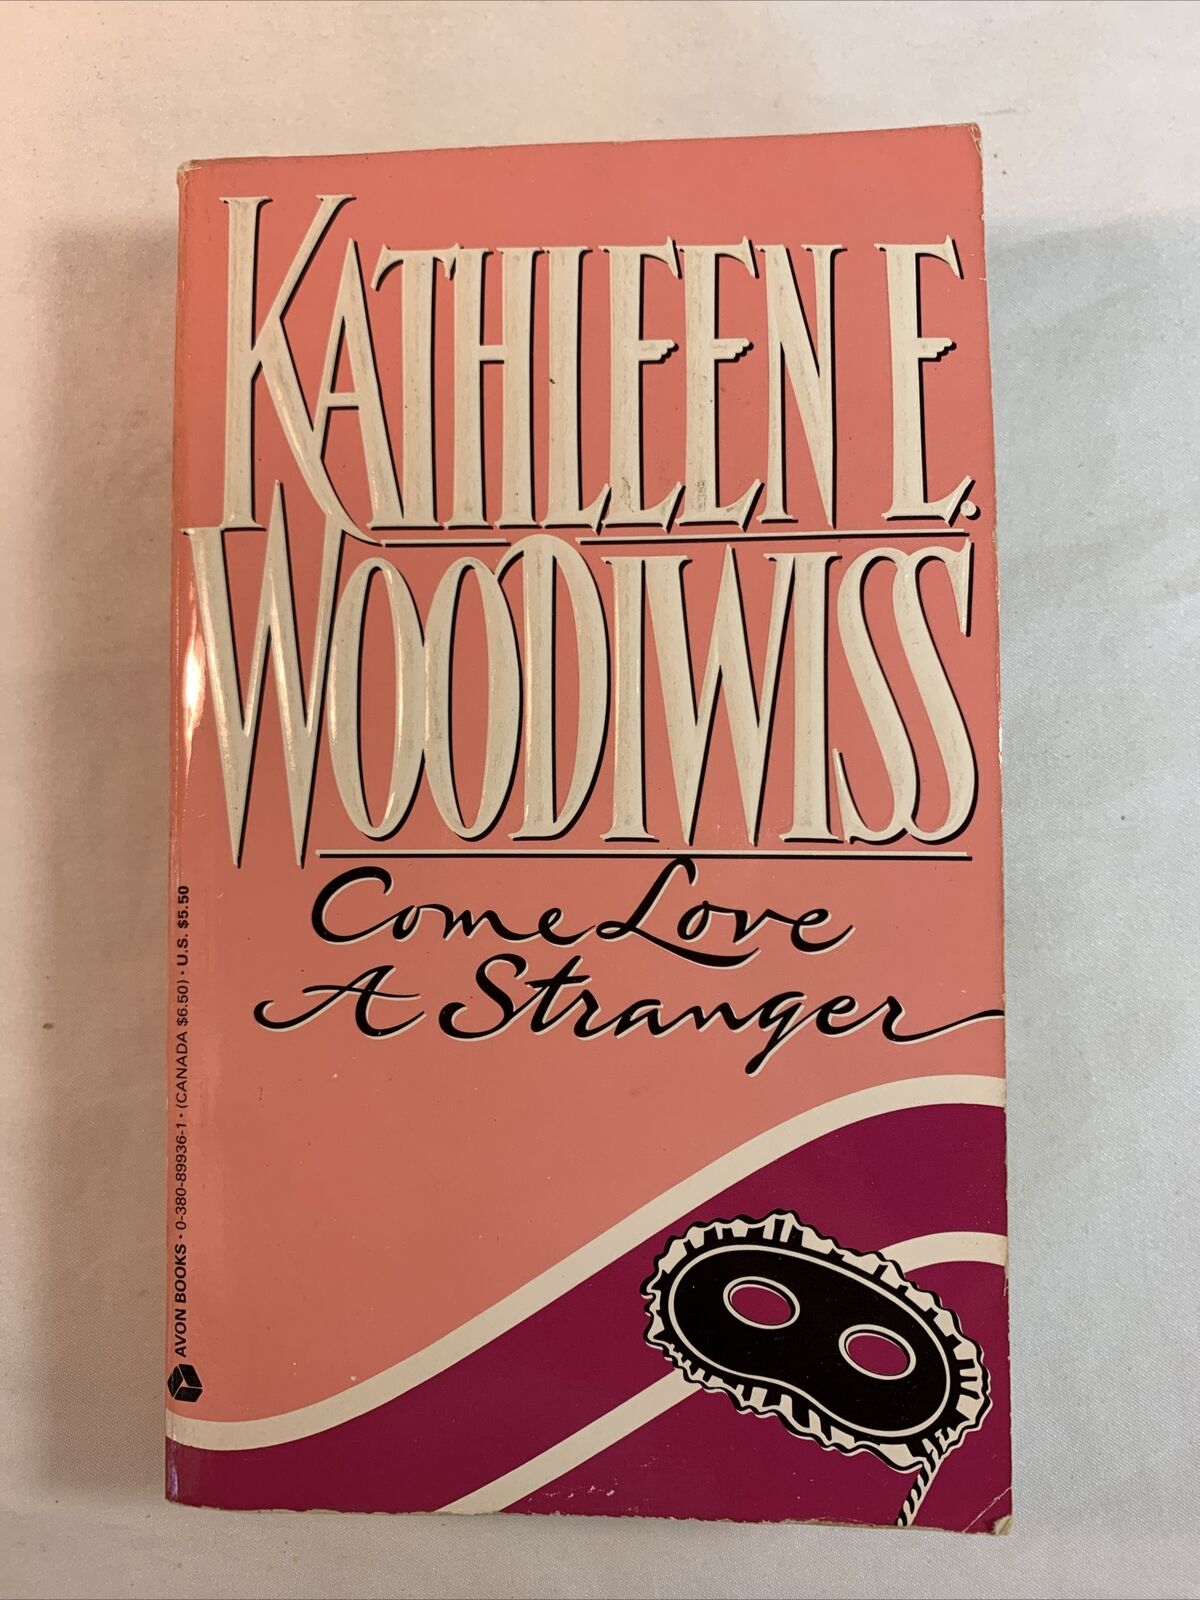 KATHLEEN E.
WOODIWISS
Come Love
A Stranger
AVON BOOKS · 0-380-89936-1 · (CANADA $6.50) · U.S. $5.50